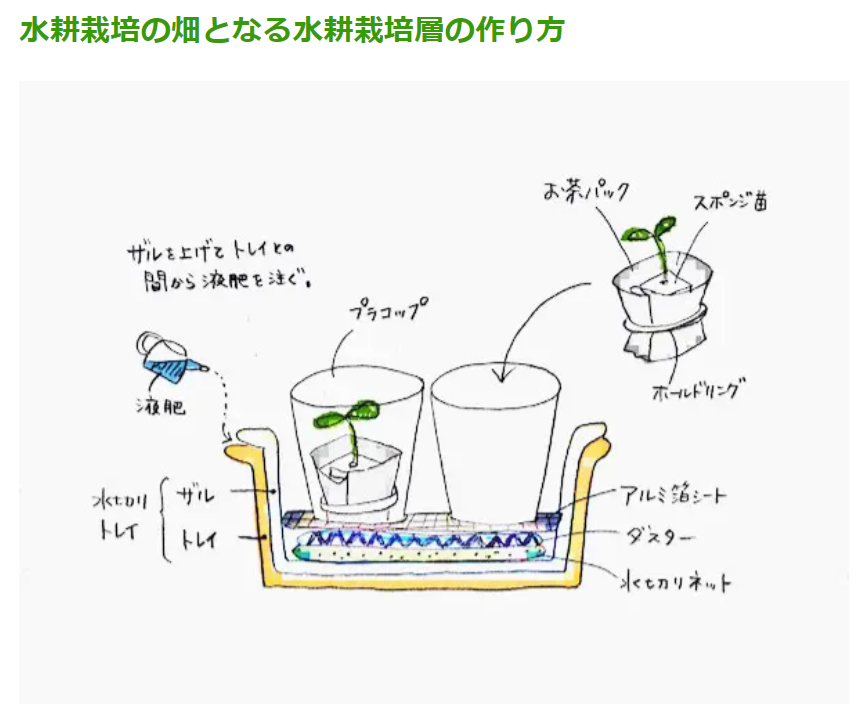 水耕栽培の畑となる水耕栽培層の作り方
お茶パック
スポンジ苗
ザルを上げてトレイとの
間から液肥を注ぐ。
プラコップ
液肥
ホールドリング
水切り
トレイ
ザル
トレイ
アルミ箔シート
ダスター
水切りネット